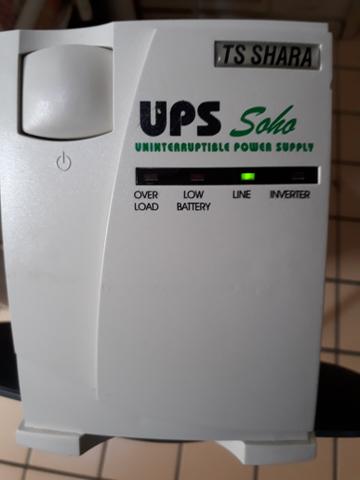 TS SHARA
UPS Soho
UNINTERRUPTIBLE POWER SUPPLY
OVER LOAD
LOW BATTERY
LINE
INVERTER